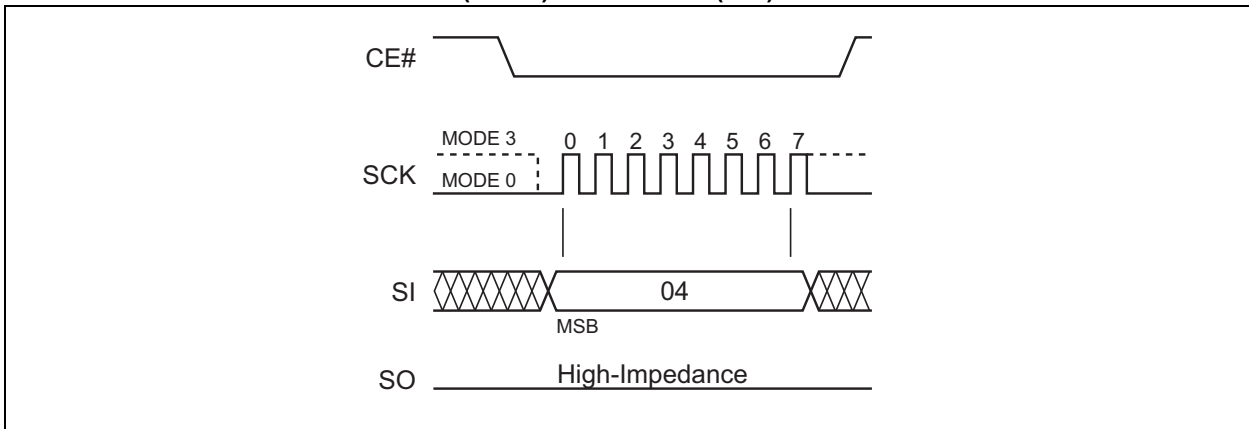 CE#
MODE 3
0 1 2 3 4 5 6 7
SCK
MODE 0
SI
04
MSB
SO
High-Impedance